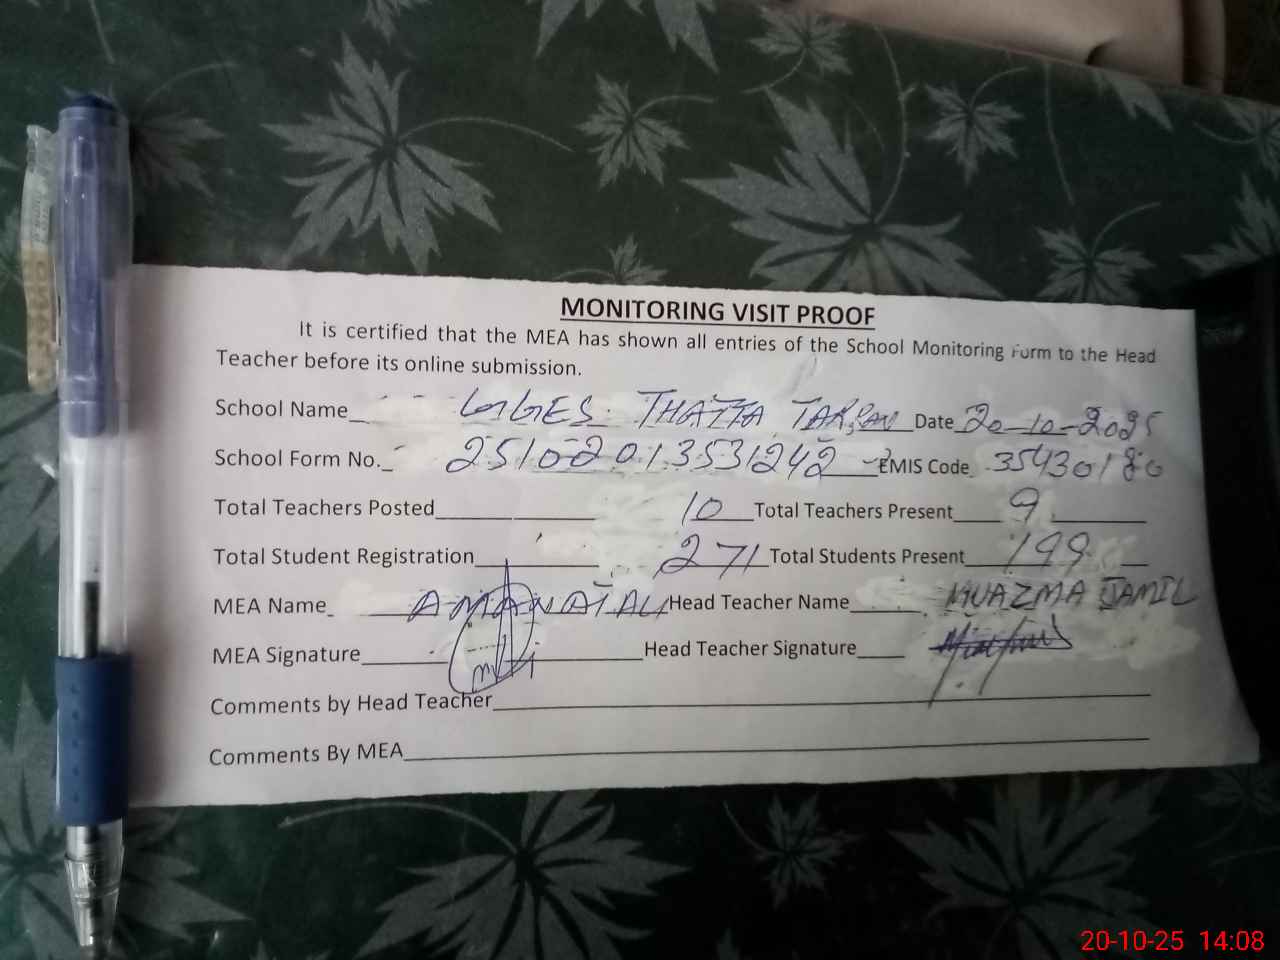 MONITORING VISIT PROOF
It is certified that the MEA has shown all entries of the School Monitoring Form to the Head
Teacher before its online submission.
School Name GGES THATTA Date 20-10-2025
School Form No. 25102013531242 EMIS Code 35430180
Total Teachers Posted 10 Total Teachers Present 9
Total Student Registration 271 Total Students Present 199
MEA Name AMANAT ALI Head Teacher Name MUAZMA JAMIL
MEA Signature Head Teacher Signature
Comments by Head Teacher
Comments By MEA
20-10-25 14:08